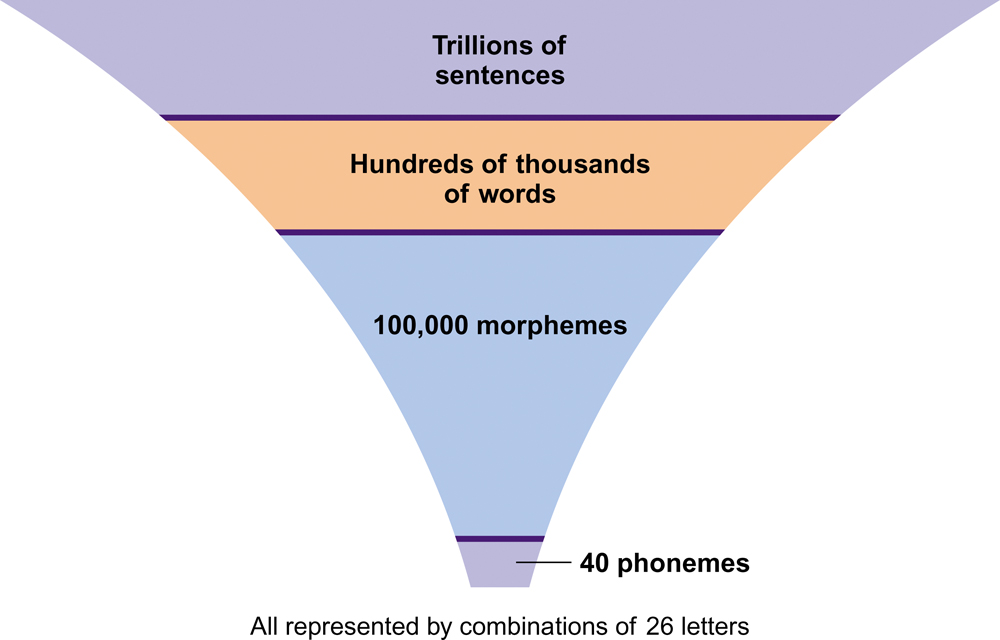 Trillions of
sentences
Hundreds of thousands
of words
100,000 morphemes
40 phonemes
All represented by combinations of 26 letters